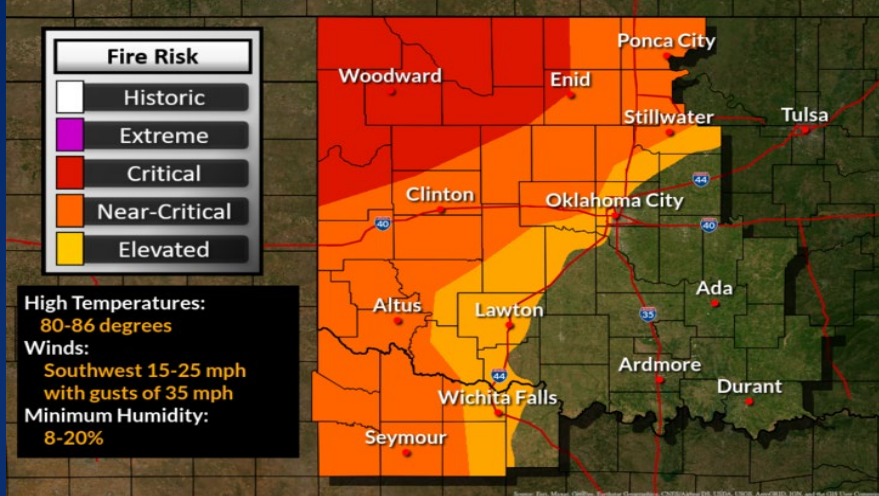 Fire Risk
Historic
Extreme
Critical
Near-Critical
Elevated
High Temperatures:
80-86 degrees
Winds:
Southwest 15-25 mph
with gusts of 35 mph
Minimum Humidity:
8-20%
Ponca City
Woodward
Enid
Stillwater
Tulsa
44
Clinton
Oklahoma City
40
40
Ada
Altus
Lawton
35
Ardmore
44
Durant
Wichita Falls
Seymour